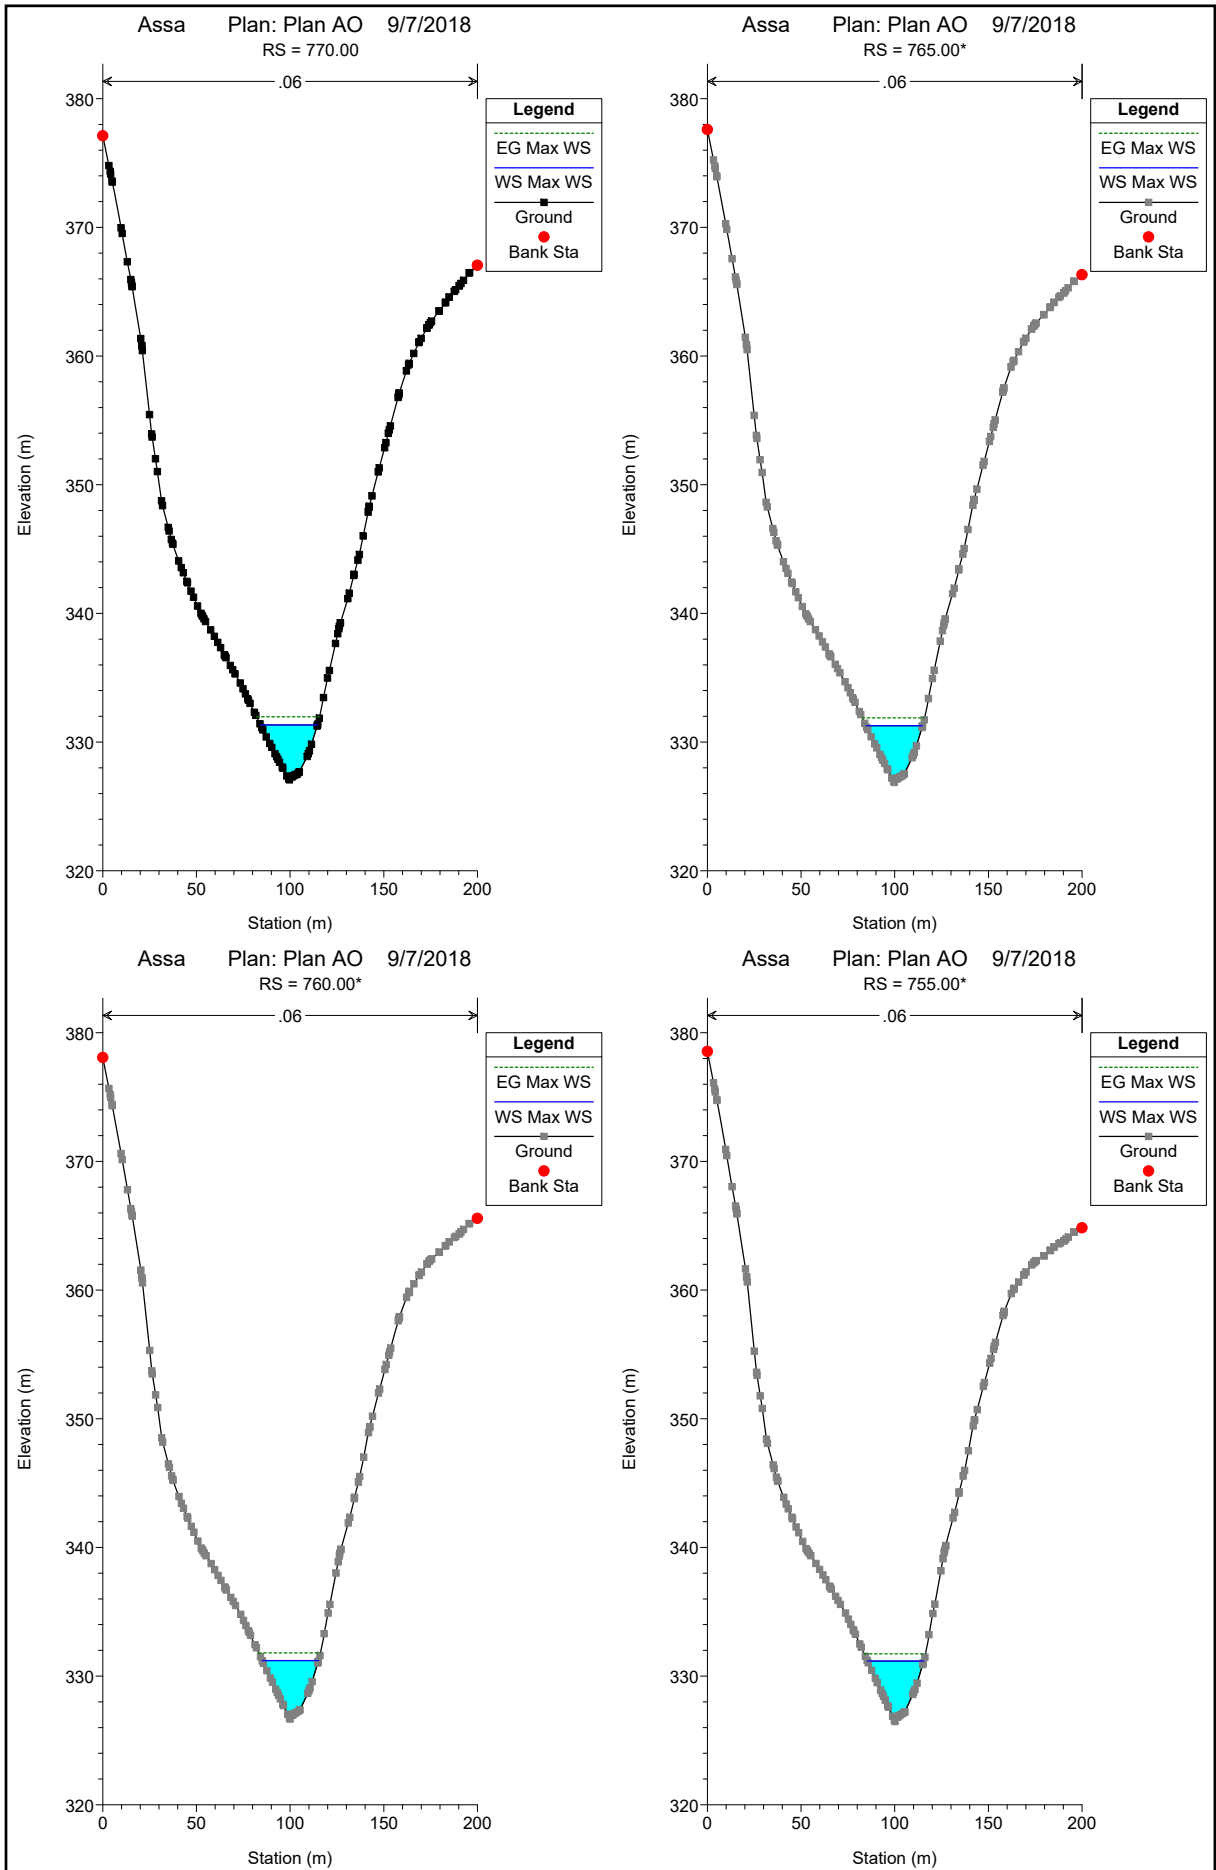 Assa Plan: Plan AO 9/7/2018
RS = 770.00
.06
Legend
EG Max WS
WS Max WS
Ground
Bank Sta
380
370
360
350
340
330
320
Elevation (m)
0 50 100 150 200
Station (m)
Assa Plan: Plan AO 9/7/2018
RS = 765.00*
.06
Legend
EG Max WS
WS Max WS
Ground
Bank Sta
380
370
360
350
340
330
320
Elevation (m)
0 50 100 150 200
Station (m)
Assa Plan: Plan AO 9/7/2018
RS = 760.00*
.06
Legend
EG Max WS
WS Max WS
Ground
Bank Sta
380
370
360
350
340
330
320
Elevation (m)
0 50 100 150 200
Station (m)
Assa Plan: Plan AO 9/7/2018
RS = 755.00*
.06
Legend
EG Max WS
WS Max WS
Ground
Bank Sta
380
370
360
350
340
330
320
Elevation (m)
0 50 100 150 200
Station (m)